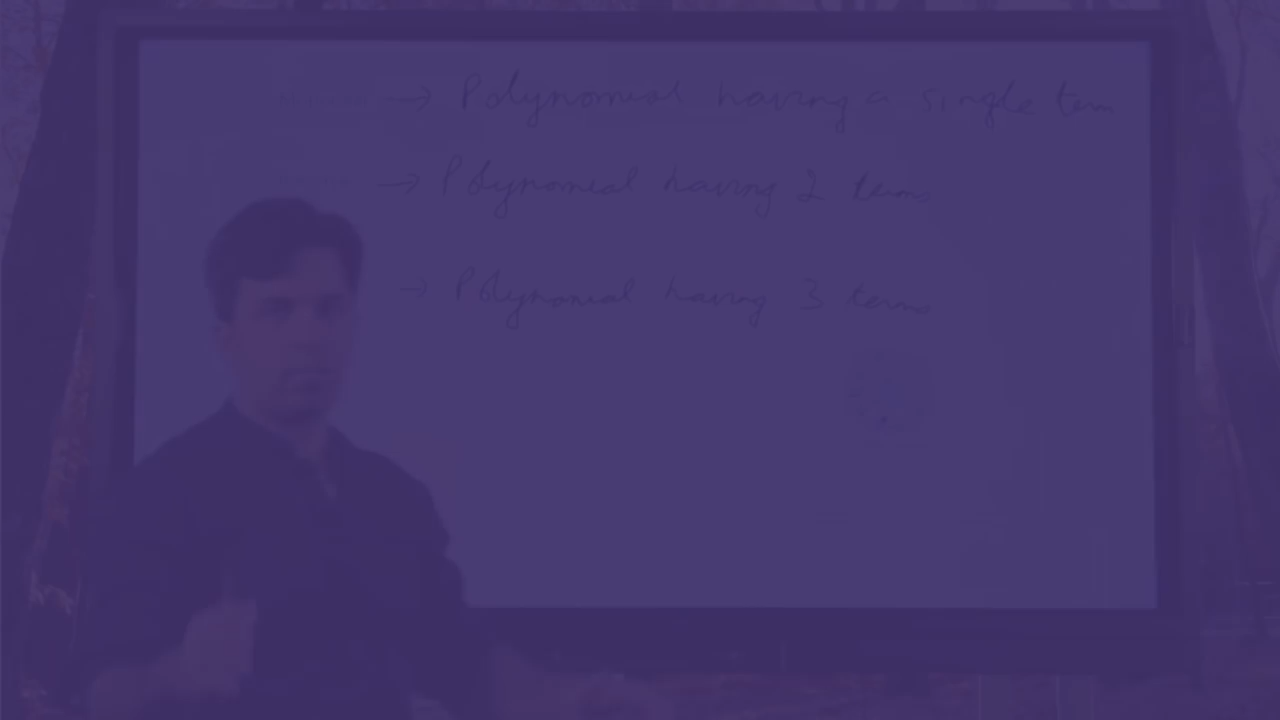 → Polynomial having a single term
→ Polynomial having 2 terms
→ Polynomial having 3 terms